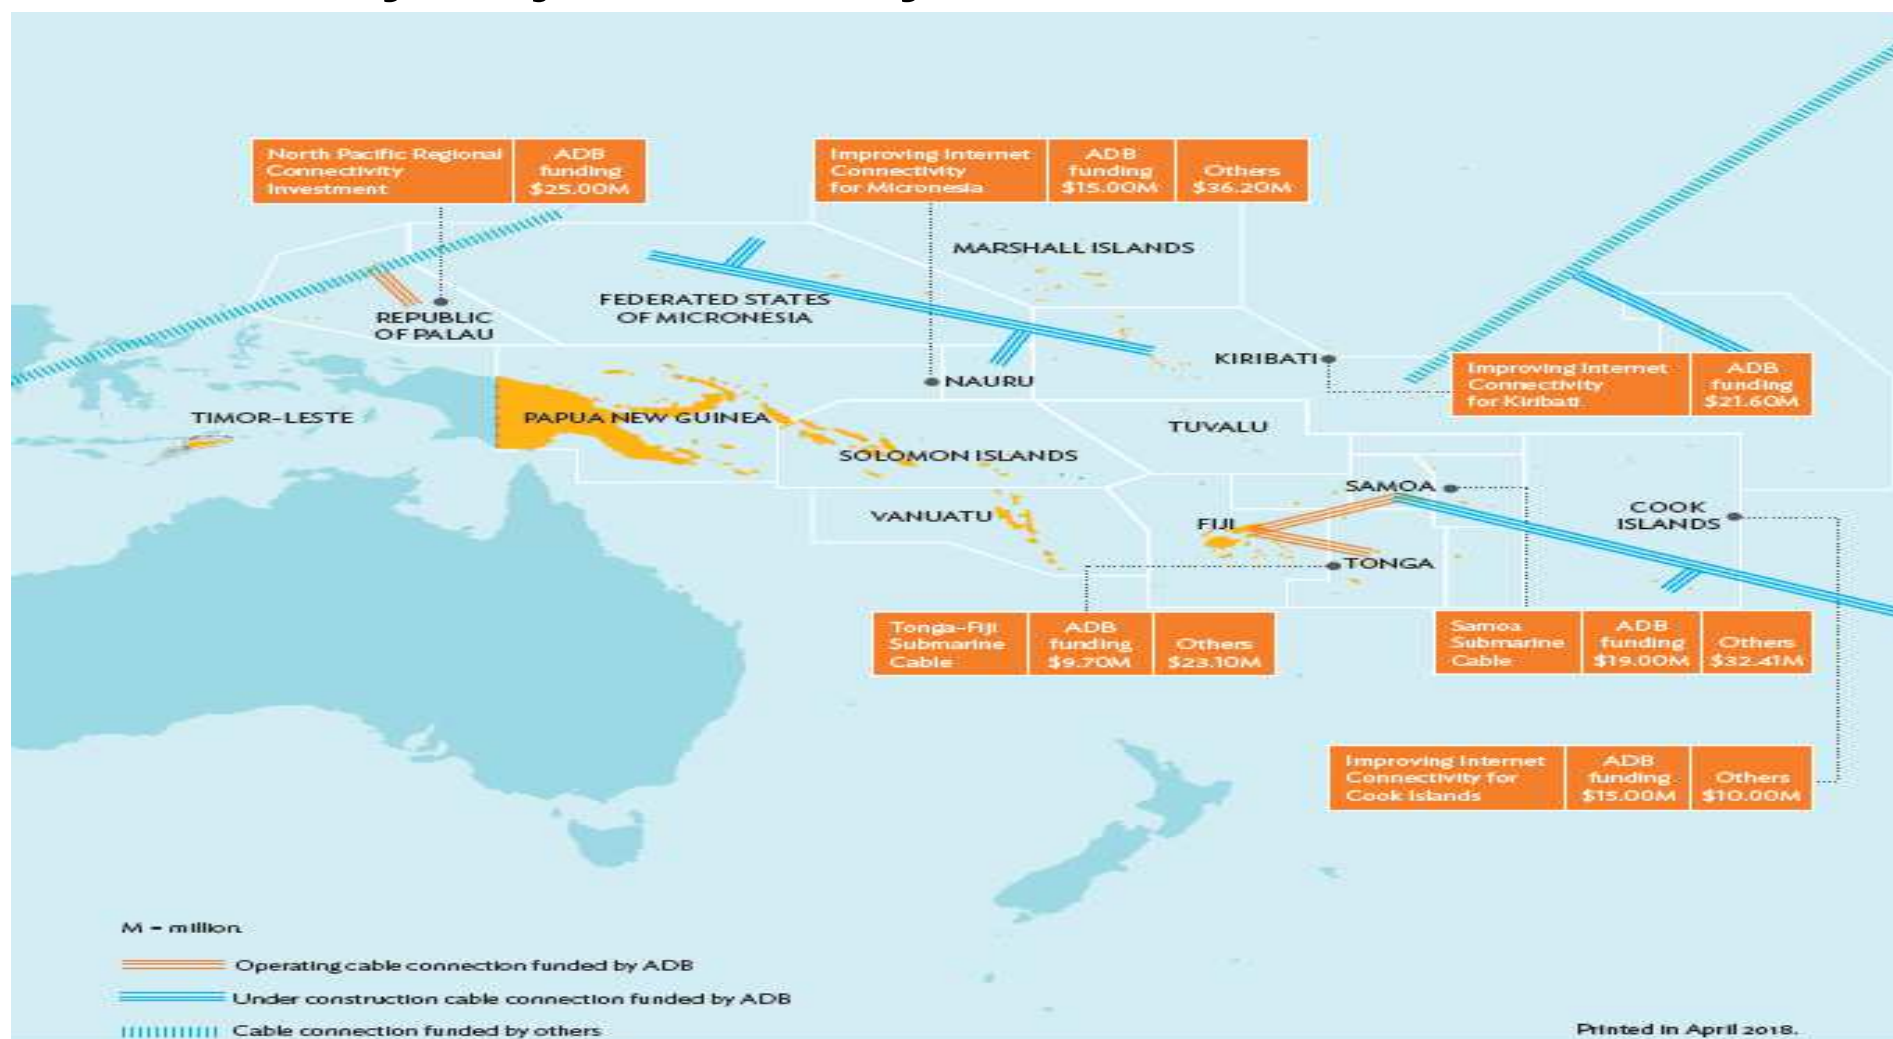 North Pacific Regional
Connectivity
Investment
ADB
funding
$25.00M
Improving Internet
Connectivity
for Micronesia
ADB
funding
$15.00M
Others
$36.20M
MARSHALL ISLANDS
FEDERATED STATES
OF MICRONESIA
REPUBLIC
OF PALAU
KIRIBATI
Improving Internet
Connectivity
for Kiribati
ADB
funding
$21.60M
NAURU
TIMOR-LESTE
PAPUA NEW GUINEA
TUVALU
SOLOMON ISLANDS
SAMOA
VANUATU
FIJI
COOK
ISLANDS
TONGA
Tonga–Fiji
Submarine
Cable
ADB
funding
$9.70M
Others
$23.10M
Samoa
Submarine
Cable
ADB
funding
$19.00M
Others
$32.41M
Improving Internet
Connectivity for
Cook Islands
ADB
funding
$15.00M
Others
$10.00M
M = million.
Operating cable connection funded by ADB
Under construction cable connection funded by ADB
Cable connection funded by others
Printed in April 2018.